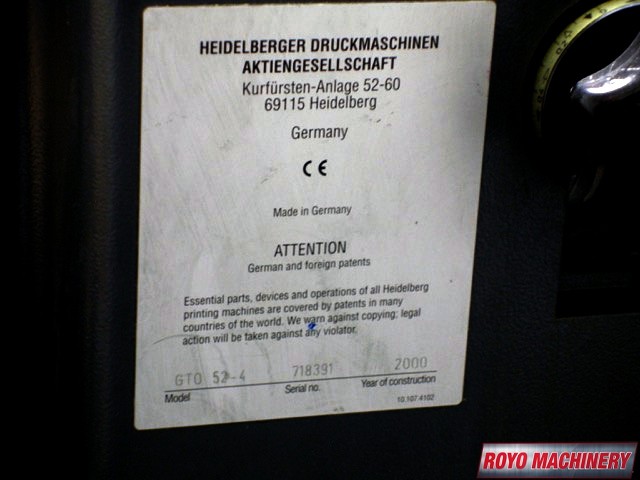 HEIDELBERGER DRUCKMASCHINEN
AKTIENGESELLSCHAFT
Kurfürsten-Anlage 52-60
69115 Heidelberg
Germany
CE
Made in Germany
ATTENTION
German and foreign patents
Essential parts, devices and operations of all Heidelberg
printing machines are covered by patents in many
countries of the world. We warn against copying; legal
action will be taken against any violator.
GTO 52-4 718391 2000
Model Serial no. Year of construction
10.107.4102
ROYO MACHINERY